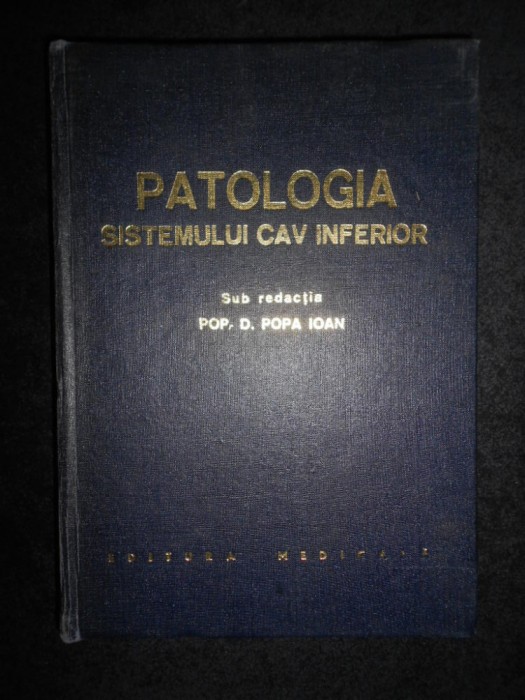 PATOLOGIA
SISTEMULUI CAV INFERIOR
Sub redacția
POP. D. POPA IOAN
EDITURA MEDICALĂ